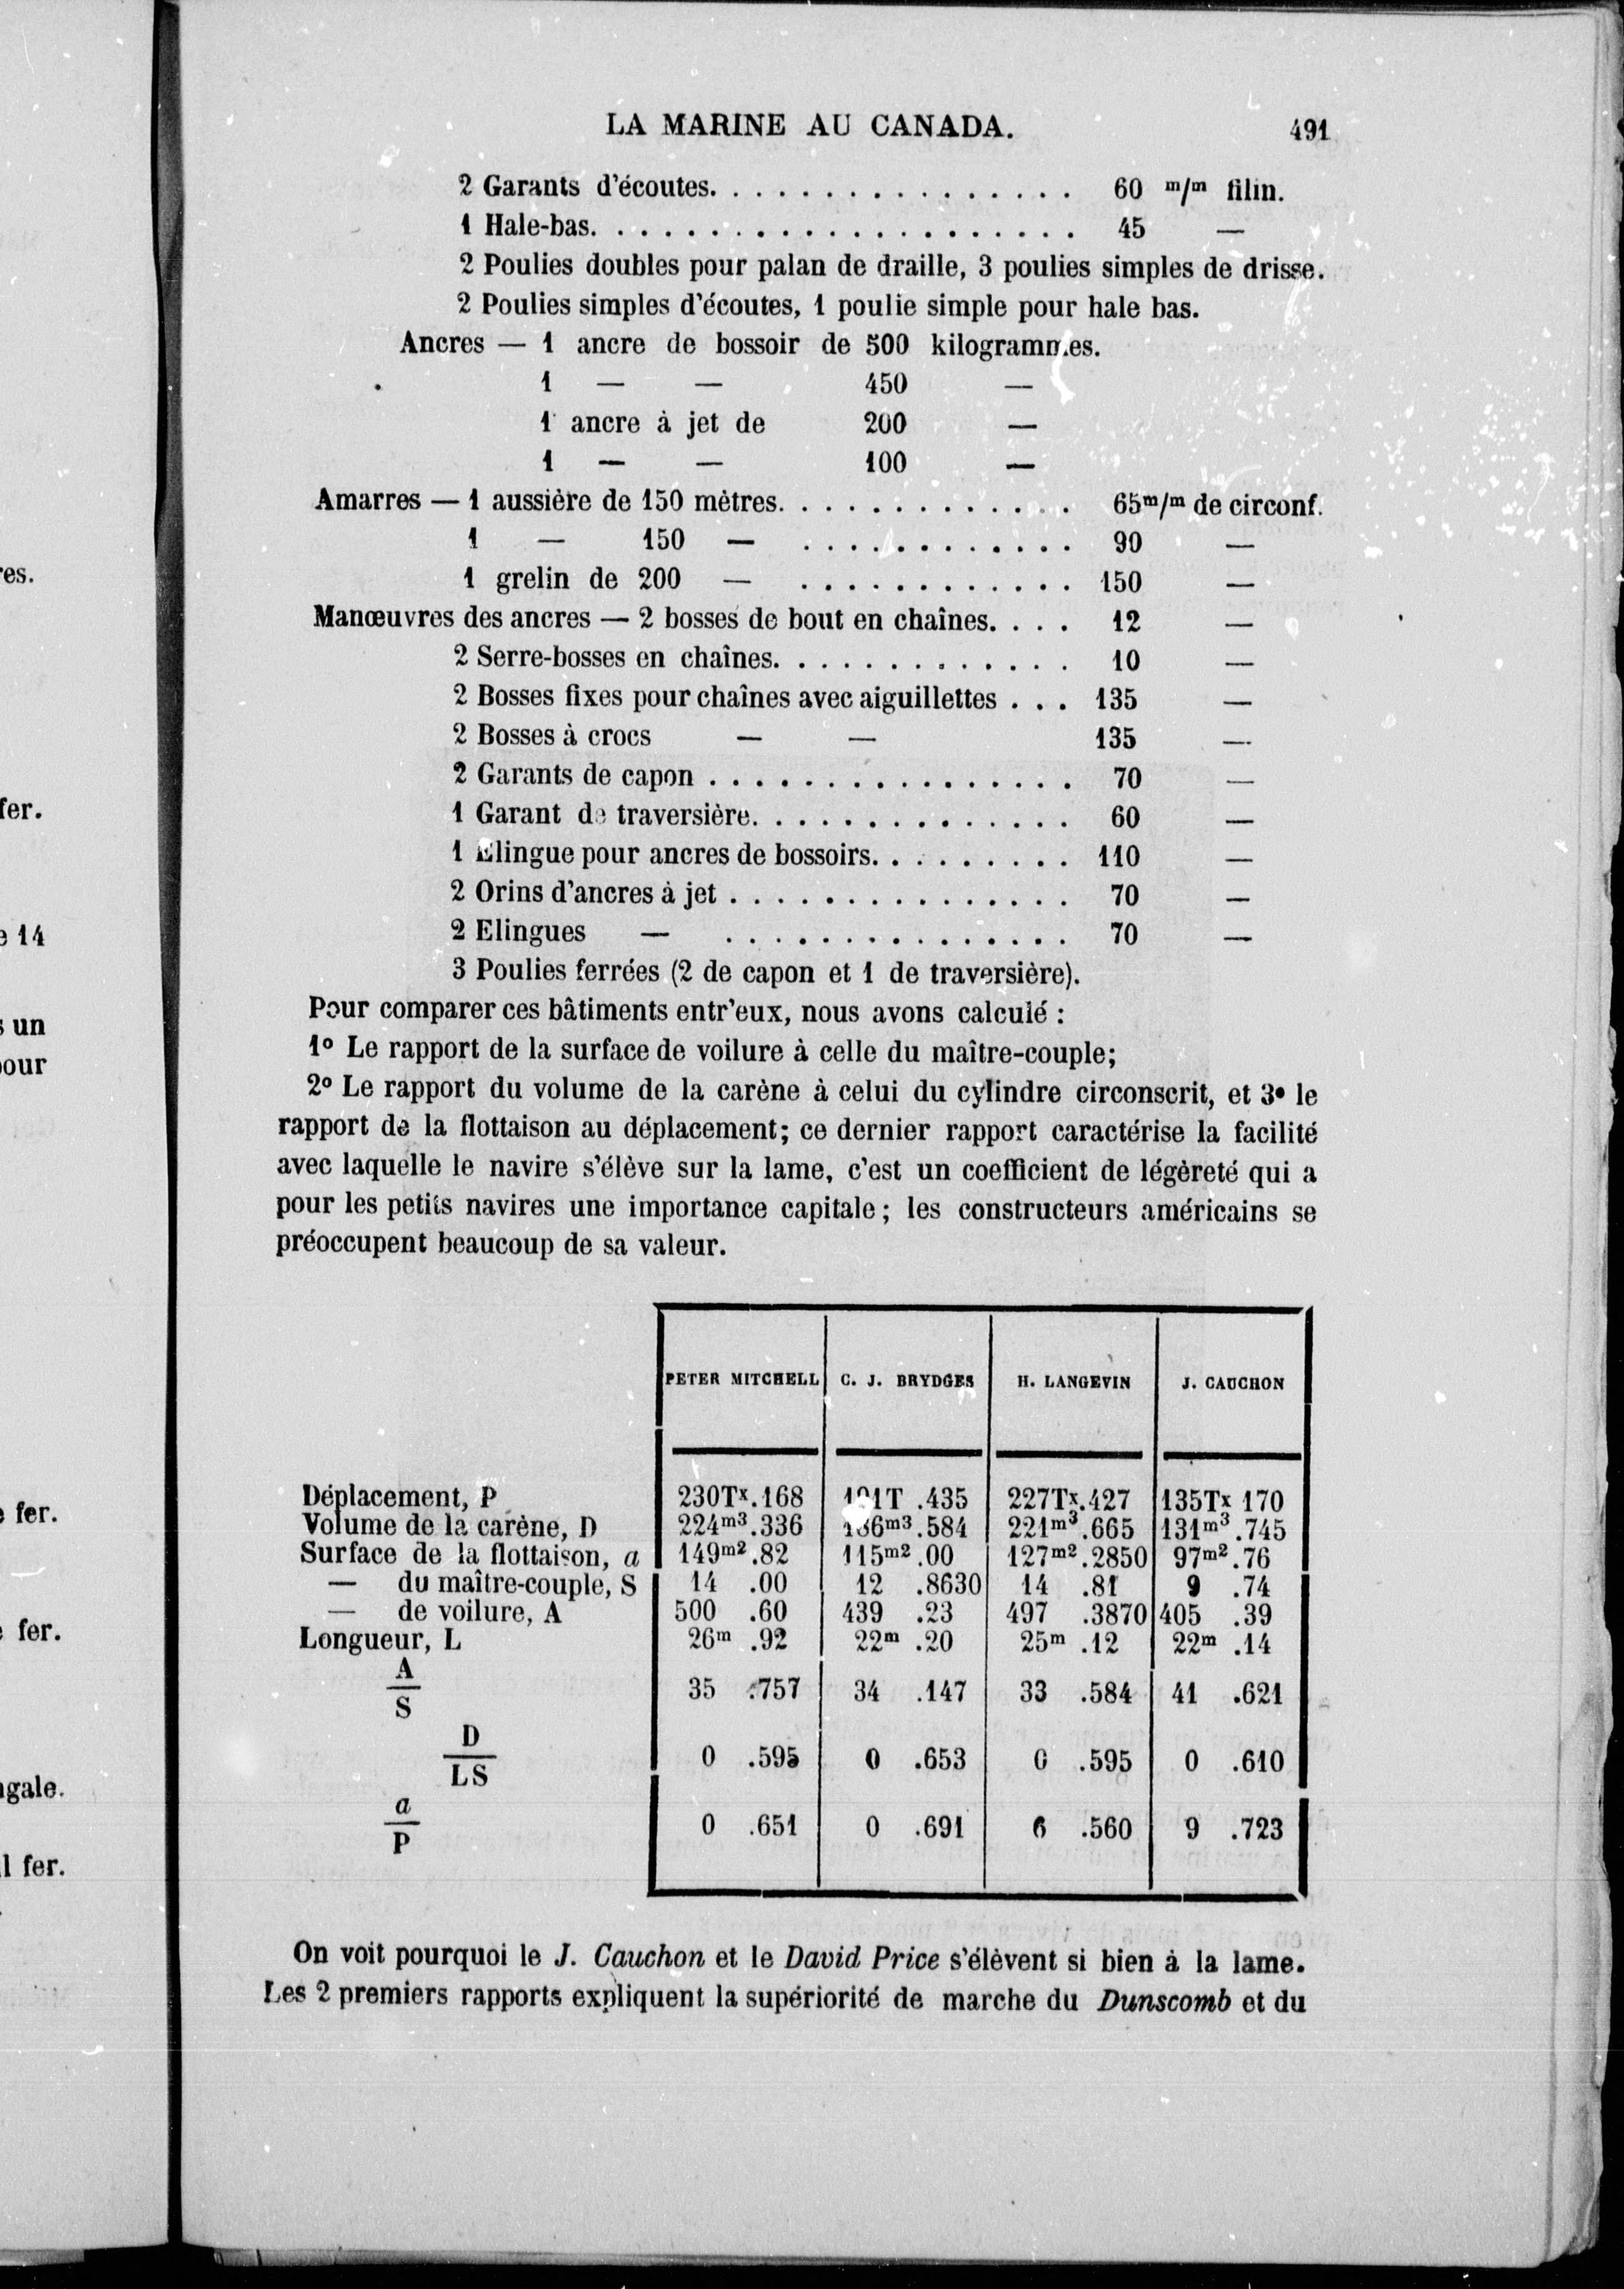 LA MARINE AU CANADA. 491
2 Garants d'écoutes. . . . . . . . . . . . . . . . 60 m/m filin.
1 Hale-bas. . . . . . . . . . . . . . . . . . . . . 45 —
2 Poulies doubles pour palan de draille, 3 poulies simples de drisse.
2 Poulies simples d'écoutes, 1 poulie simple pour hale bas.
Ancres — 1 ancre de bossoir de 500 kilogrammes.
1 — — 450 —
1 ancre à jet de 200 —
1 — — 100 —
Amarres — 1 aussière de 150 mètres. . . . . . . . . . . . . 65m/m de circonf.
1 — 150 — . . . . . . . . . . . . 90 —
1 grelin de 200 — . . . . . . . . . . . . 150 —
Manœuvres des ancres — 2 bosses de bout en chaînes. . . . 12 —
2 Serre-bosses en chaînes. . . . . . . . . . . . . 10 —
2 Bosses fixes pour chaînes avec aiguillettes . . . 135 —
2 Bosses à crocs — — 135 —
2 Garants de capon . . . . . . . . . . . . . . . . 70 —
1 Garant de traversière. . . . . . . . . . . . . . 60 —
1 Elingue pour ancres de bossoirs. . . . . . . . . 110 —
2 Orins d'ancres à jet . . . . . . . . . . . . . . . 70 —
2 Elingues — . . . . . . . . . . . . . . . 70 —
3 Poulies ferrées (2 de capon et 1 de traversière).
Pour comparer ces bâtiments entr'eux, nous avons calculé :
1º Le rapport de la surface de voilure à celle du maître-couple;
2º Le rapport du volume de la carène à celui du cylindre circonscrit, et 3º le
rapport de la flottaison au déplacement; ce dernier rapport caractérise la facilité
avec laquelle le navire s'élève sur la lame, c'est un coefficient de légèreté qui a
pour les petits navires une importance capitale; les constructeurs américains se
préoccupent beaucoup de sa valeur.
PETER MITCHELL C. J. BRYDGES H. LANGEVIN J. CAUCHON
Déplacement, P 230Tx.168 T .435 227Tx.427 135Tx 170
Volume de la carène, D 224m3.336 m3.584 221m3.665 131m3.745
Surface de la flottaison, a 149m2.82 115m2.00 127m2.2850 97m2.76
— du maître-couple, S 14 .00 12 .8630 14 .81 9 .74
— de voilure, A 500 .60 439 .23 497 .3870 405 .39
Longueur, L 26m .92 22m .20 25m .12 22m .14
A/S 35 .757 34 .147 33 .584 41 .621
D/LS 0 .595 0 .653 0 .595 0 .610
a/P 0 .651 0 .691 6 .560 9 .723
On voit pourquoi le J. Cauchon et le David Price s'élèvent si bien à la lame.
Les 2 premiers rapports expliquent la supériorité de marche du Dunscomb et du
res.
fer.
14
un
pour
fer.
fer.
fer.